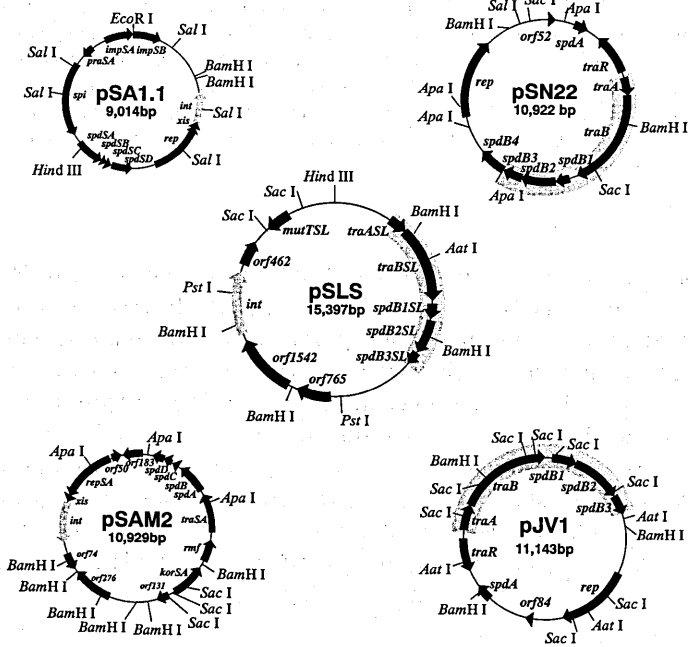 EcoR I
Sal I
impSA impSB
Sal I
praSA
BamH I
BamH I
Sal I
spi
pSA1.1
9,014bp
int
Sal I
xis
rep
spdSA
spdSB
spdSC
spdSD
Hind III
Sal I
Sal I
Sac I
Apa I
BamH I
orf52
spdA
traR
rep
pSN22
10,922 bp
traA
Apa I
Apa I
traB
BamH I
spdB4
spdB3
spdB2
spdB1
Apa I
Sac I
Hind III
Sac I
Sac I
mutTSL
traASL
BamH I
orf462
traBSL
Aat I
Pst I
int
pSLS
15,397bp
spdB1SL
spdB2SL
BamH I
spdB3SL
BamH I
orf1542
orf765
BamH I
Pst I
Apa I
Apa I
orf50
orf183
spdD
spdC
spdB
spdA
repSA
Apa I
xis
int
pSAM2
10,929bp
traSA
rmf
orf74
BamH I
BamH I
korSA
BamH I
orf276
orf131
Sac I
Sac I
Sac I
BamH I
BamH I
BamH I
Sac I
Sac I
Sac I
BamH I
spdB1
Sac I
traB
spdB2
Sac I
Sac I
spdB3
traA
pJV1
11,143bp
Aat I
BamH I
traR
Aat I
spdA
rep
BamH I
orf84
Sac I
Sac I
Aat I